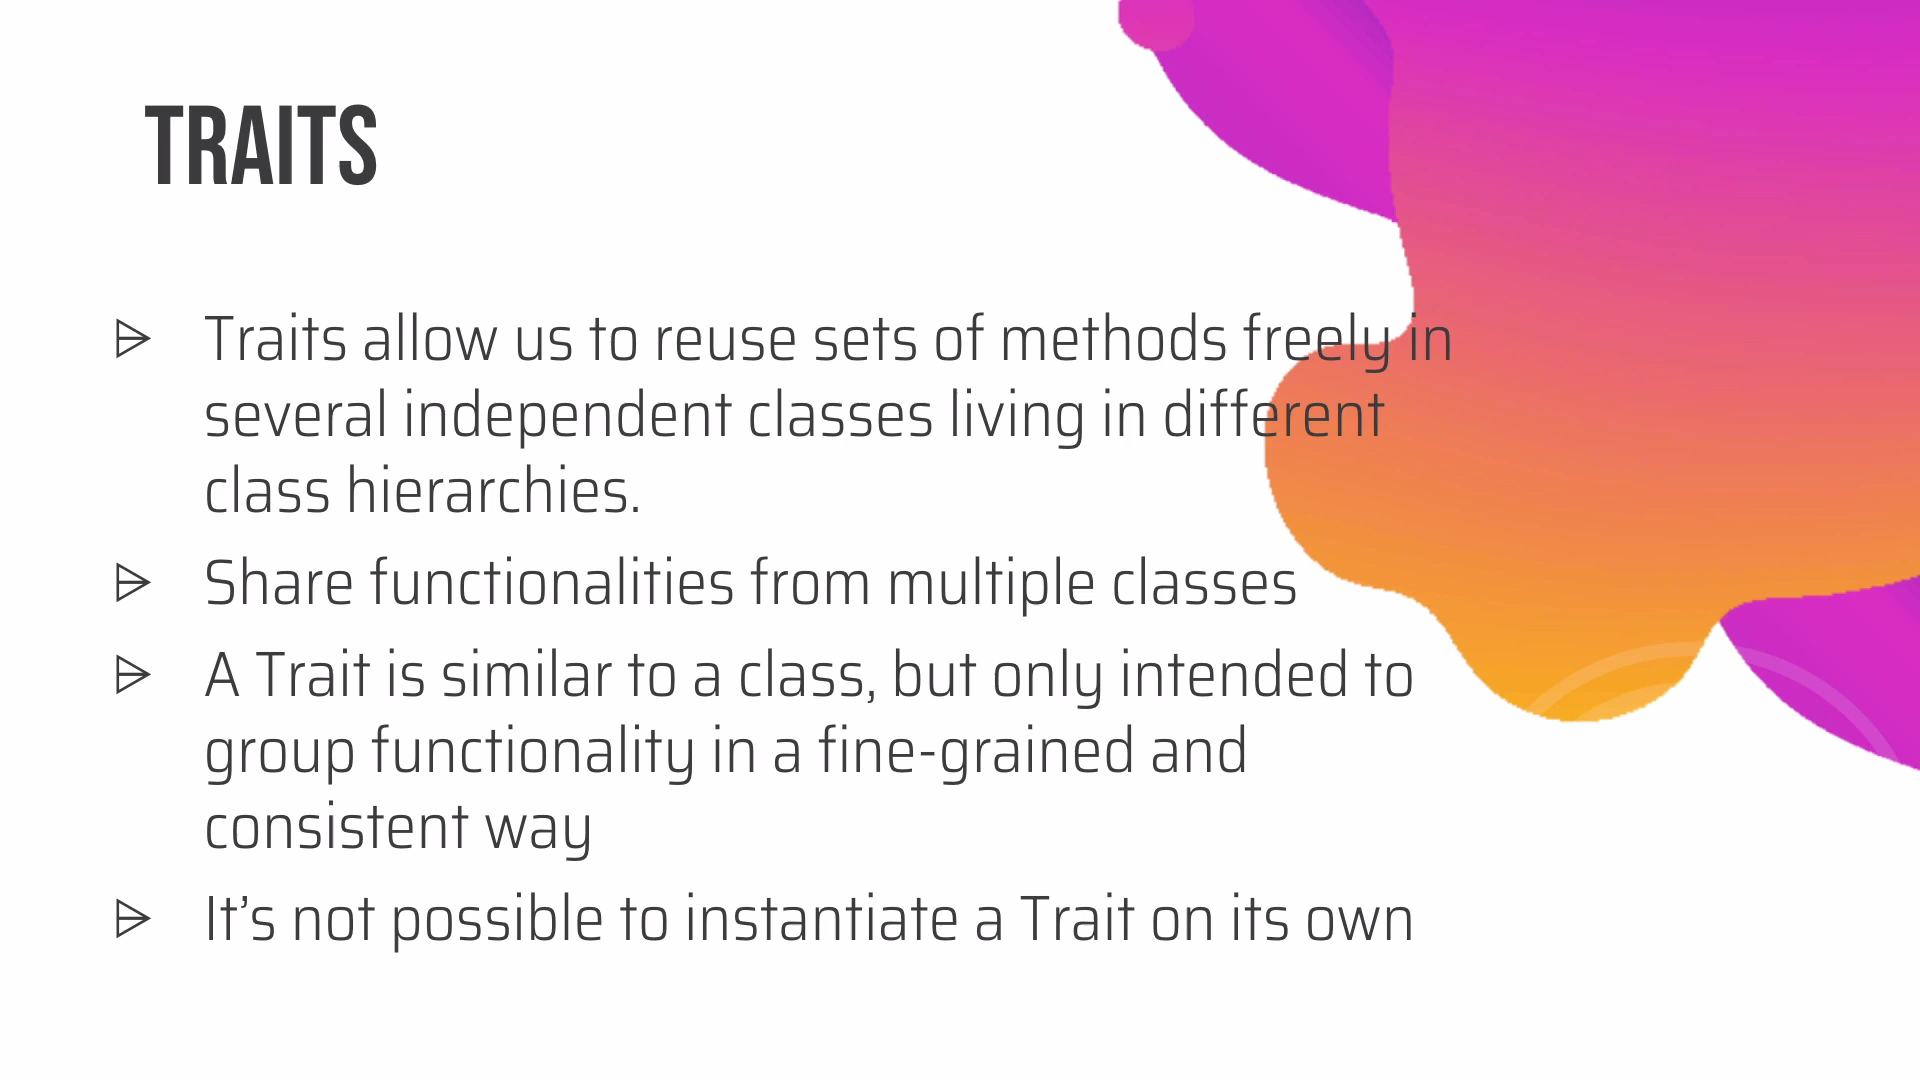 TRAITS
Traits allow us to reuse sets of methods freely in
several independent classes living in different
class hierarchies.
Share functionalities from multiple classes
A Trait is similar to a class, but only intended to
group functionality in a fine-grained and
consistent way
It’s not possible to instantiate a Trait on its own